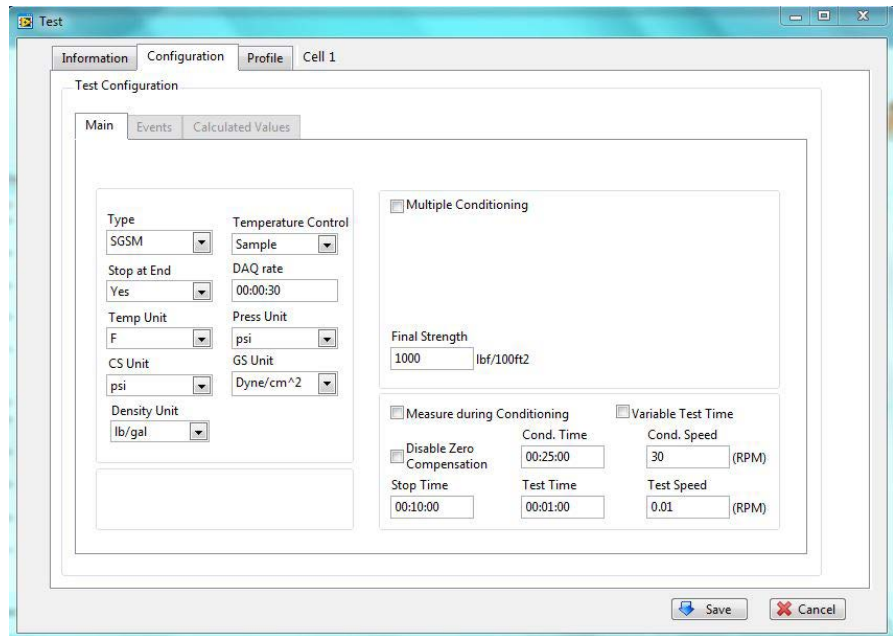 Test
Information Configuration Profile Cell 1
Test Configuration
Main Events Calculated Values
Type
SGSM
Temperature Control
Sample
Stop at End
Yes
DAQ rate
00:00:30
Temp Unit
F
Press Unit
psi
CS Unit
psi
GS Unit
Dyne/cm^2
Density Unit
lb/gal
Multiple Conditioning
Final Strength
1000 lbf/100ft2
Measure during Conditioning
Variable Test Time
Disable Zero
Compensation
Cond. Time
00:25:00
Cond. Speed
30 (RPM)
Stop Time
00:10:00
Test Time
00:01:00
Test Speed
0.01 (RPM)
Save Cancel